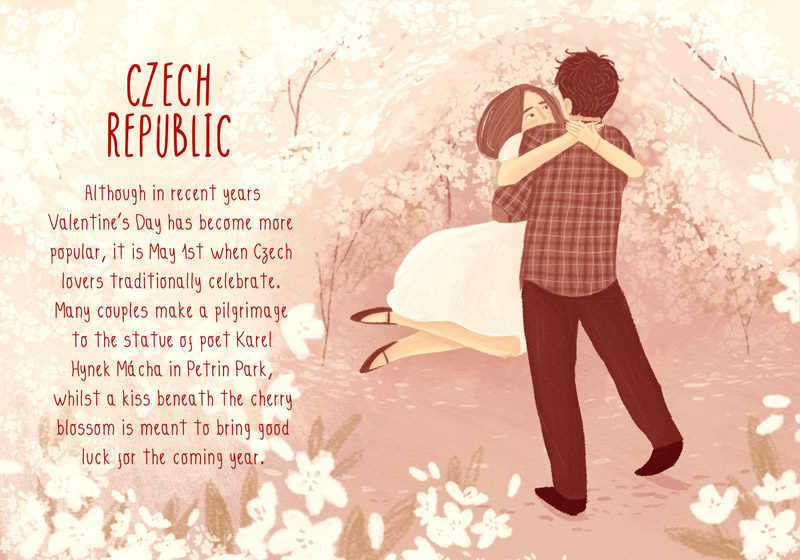 CZECH
REPUBLIC
Although in recent years
Valentine's Day has become more
popular, it is May 1st when Czech
lovers traditionally celebrate.
Many couples make a pilgrimage
to the statue of poet Karel
Hynek Mácha in Petrin Park,
whilst a kiss beneath the cherry
blossom is meant to bring good
luck for the coming year.